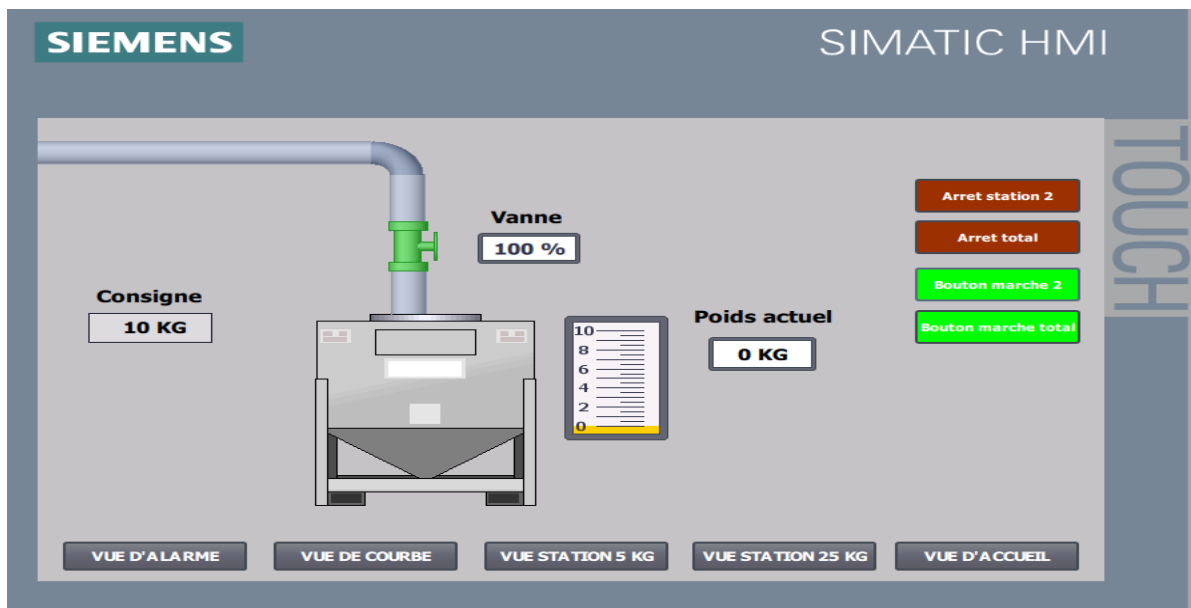 SIEMENS
SIMATIC HMI
TOUCH
Arret station 2
Vanne
Arret total
100 %
Bouton marche 2
Consigne
Poids actuel
10 KG
Bouton marche total
10
8
0 KG
6
4
2
0
VUE D'ALARME
VUE DE COURBE
VUE STATION 5 KG
VUE STATION 25 KG
VUE D'ACCUEIL